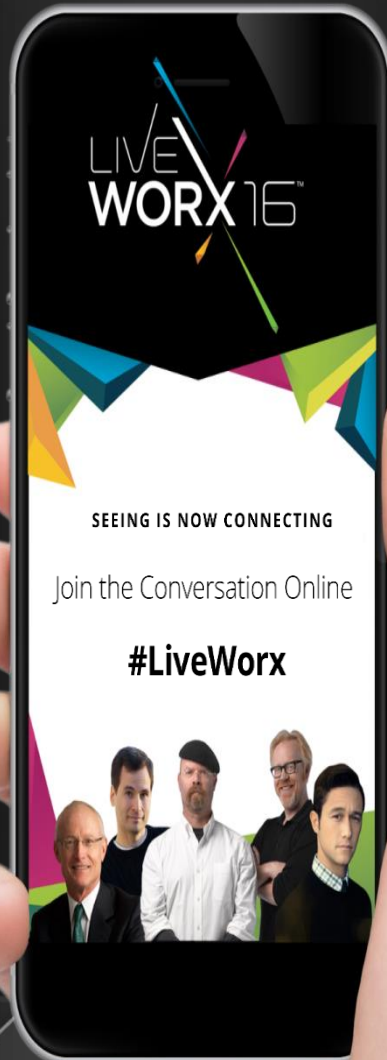 LIVE
WORX16™
SEEING IS NOW CONNECTING
Join the Conversation Online
#LiveWorx